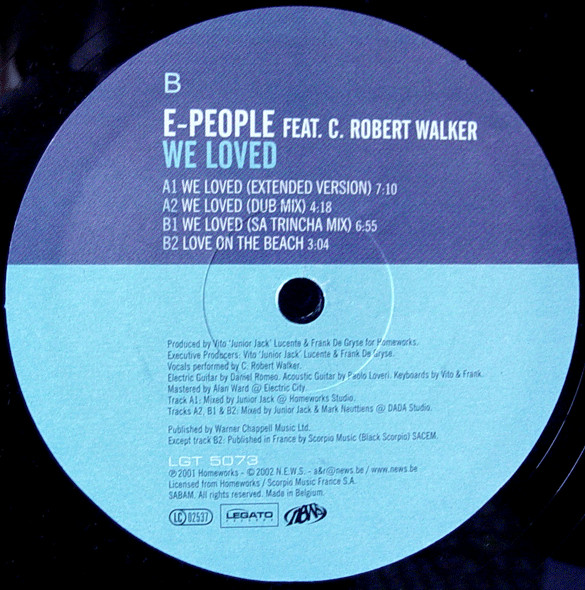 B
E-PEOPLE FEAT. C. ROBERT WALKER
WE LOVED
A1 WE LOVED (EXTENDED VERSION) 7:10
A2 WE LOVED (DUB MIX) 4:18
B1 WE LOVED (SA TRINCHA MIX) 6:55
B2 LOVE ON THE BEACH 3:04
Produced by Vito 'Junior Jack' Lucente & Frank De Gryse for Homeworks.
Executive Producers: Vito 'Junior Jack' Lucente & Frank De Gryse.
Vocals performed by C. Robert Walker.
Electric Guitar by Daniel Romeo. Acoustic Guitar by Paolo Loveri. Keyboards by Vito & Frank.
Mastered by Alan Ward @ Electric City.
Track A1: Mixed by Junior Jack @ Homeworks Studio.
Tracks A2, B1 & B2: Mixed by Junior Jack & Mark Neuttiens @ DADA Studio.
Published by Warner Chappell Music Ltd.
Except track B2: Published in France by Scorpio Music (Black Scorpio) SACEM.
LGT 5073
℗ 2001 Homeworks - © 2002 N.E.W.S. - a&r@news.be / www.news.be
Licensed from Homeworks / Scorpio Music France S.A.
SABAM. All rights reserved. Made in Belgium.
LC 02537 LEGATO RECORDS NEWS